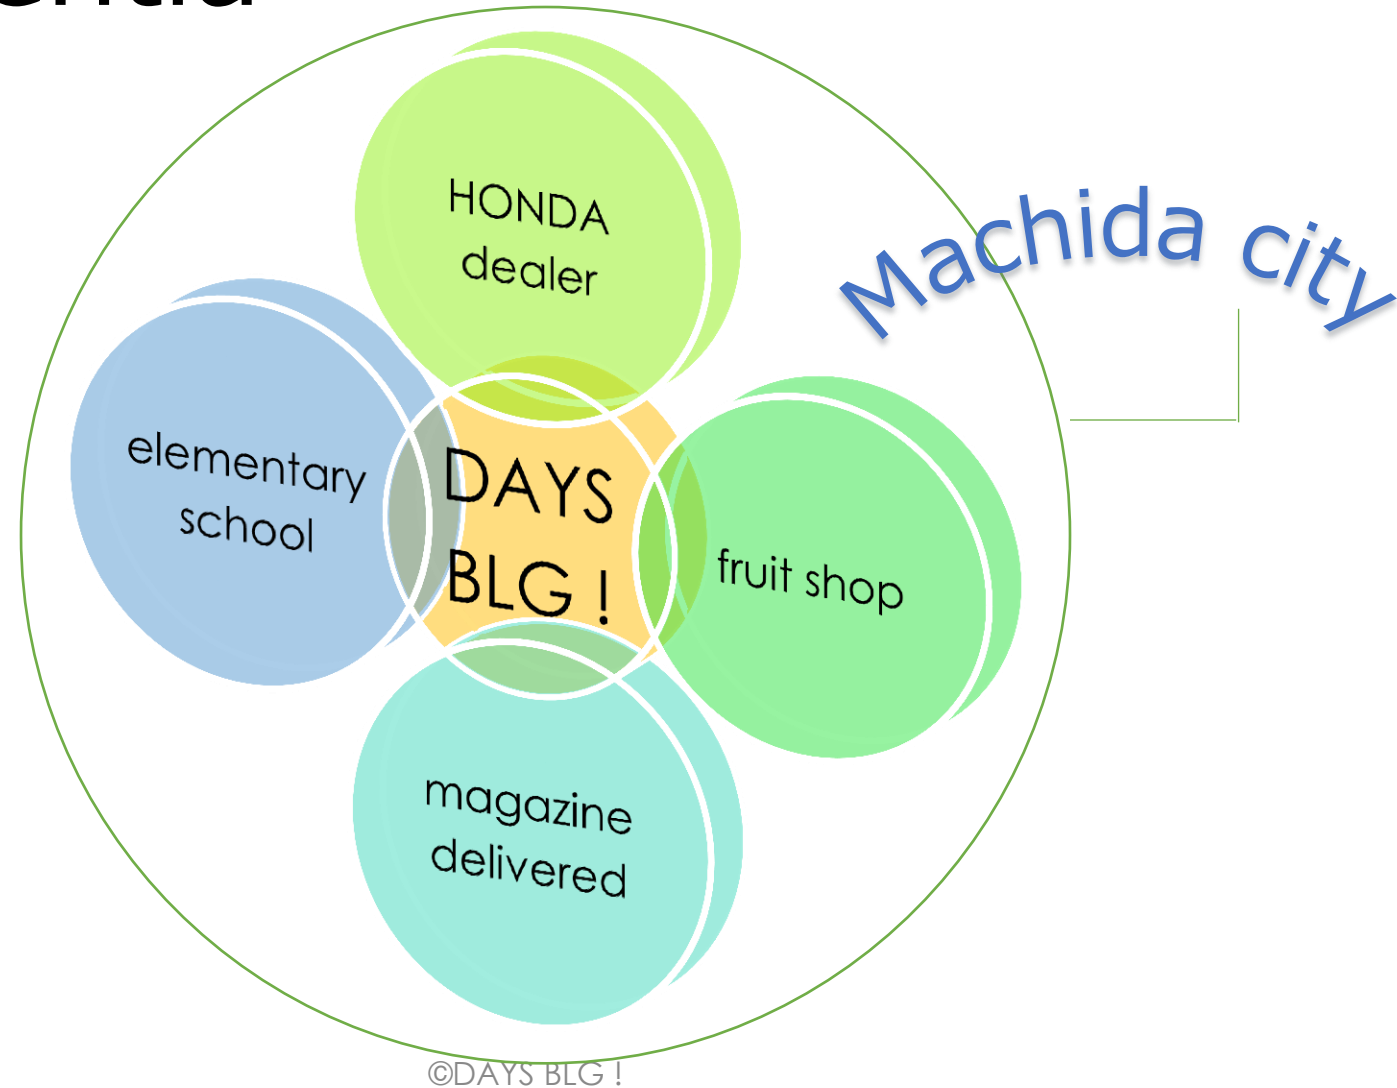 HONDA
dealer
Machida city
elementary
school
DAYS
BLG !
fruit shop
magazine
delivered
©DAYS BLG !